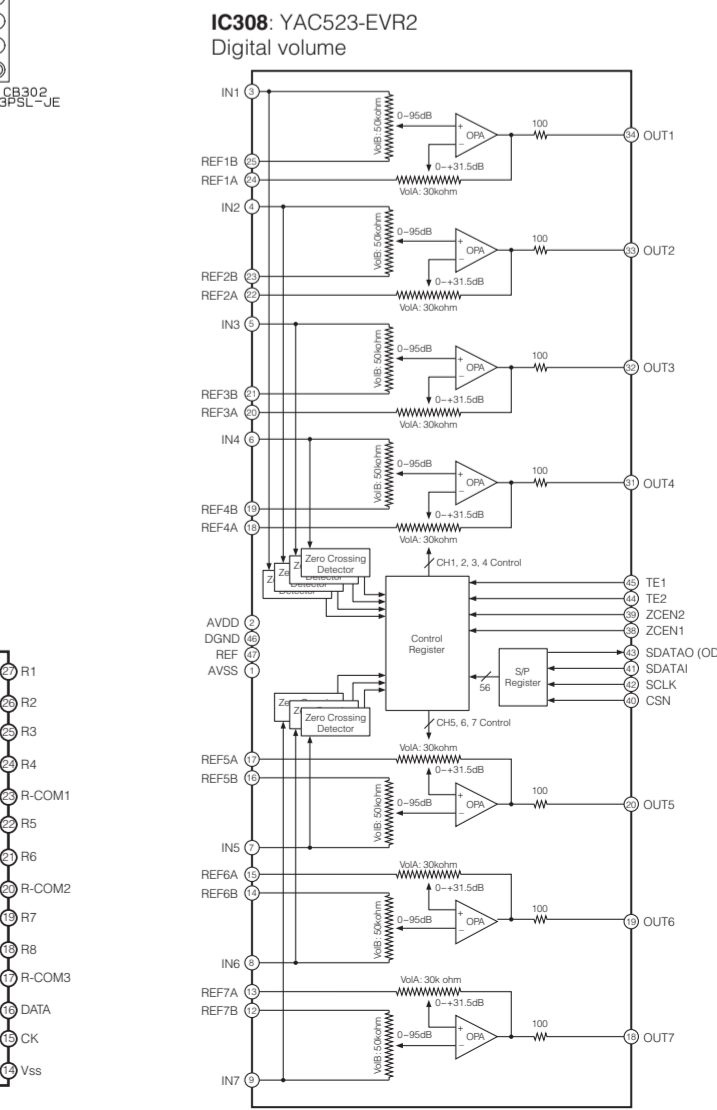 CB302
3PSL-JE
IC308: YAC523-EVR2
Digital volume
IN1 3
VolB: 50kohm
0~95dB
+
OPA
−
100
34 OUT1
0~+31.5dB
REF1B 25
REF1A 24
VolA: 30kohm
IN2 4
VolB: 50kohm
0~95dB
+
OPA
−
100
33 OUT2
0~+31.5dB
REF2B 23
REF2A 22
VolA: 30kohm
IN3 5
VolB: 50kohm
0~95dB
+
OPA
−
100
32 OUT3
0~+31.5dB
REF3B 21
REF3A 20
VolA: 30kohm
IN4 6
VolB: 50kohm
0~95dB
+
OPA
−
100
31 OUT4
0~+31.5dB
REF4B 19
REF4A 18
VolA: 30kohm
Zero Crossing
Detector
CH1, 2, 3, 4 Control
45 TE1
44 TE2
39 ZCEN2
38 ZCEN1
AVDD 2
DGND 46
REF 47
AVSS 1
Control
Register
56
S/P
Register
43 SDATAO (OD
41 SDATAI
42 SCLK
40 CSN
Zero Crossing
Detector
CH5, 6, 7 Control
REF5A 17
VolA: 30kohm
REF5B 16
0~+31.5dB
VolB: 50kohm
0~95dB
+
OPA
−
100
20 OUT5
IN5 7
REF6A 15
VolA: 30kohm
REF6B 14
0~+31.5dB
VolB: 50kohm
0~95dB
+
OPA
−
100
19 OUT6
IN6 8
REF7A 13
VolA: 30k ohm
REF7B 12
0~+31.5dB
VolB: 50kohm
0~95dB
+
OPA
−
100
18 OUT7
IN7 9
27 R1
26 R2
25 R3
24 R4
23 R-COM1
22 R5
21 R6
20 R-COM2
19 R7
18 R8
17 R-COM3
16 DATA
15 CK
14 Vss